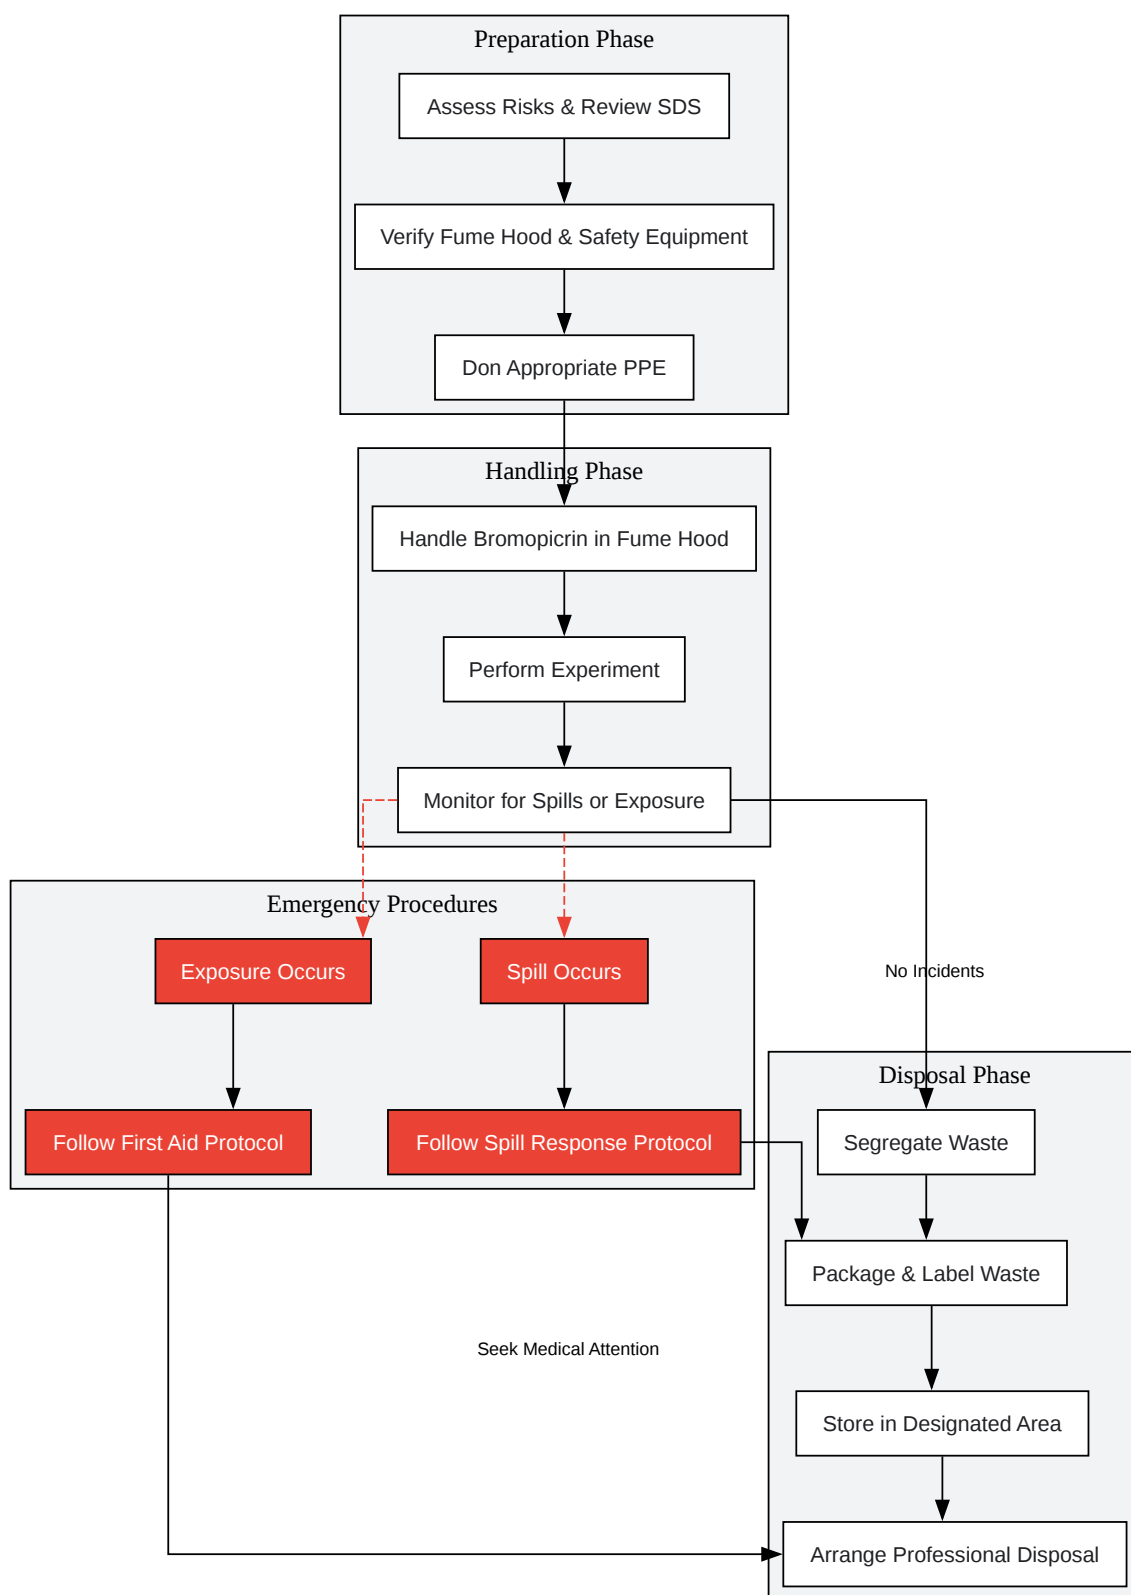 Preparation Phase
Assess Risks & Review SDS
Verify Fume Hood & Safety Equipment
Don Appropriate PPE
Handling Phase
Handle Bromopicrin in Fume Hood
Perform Experiment
Monitor for Spills or Exposure
Emergency Procedures
Exposure Occurs
Spill Occurs
No Incidents
Follow First Aid Protocol
Follow Spill Response Protocol
Disposal Phase
Segregate Waste
Package & Label Waste
Seek Medical Attention
Store in Designated Area
Arrange Professional Disposal